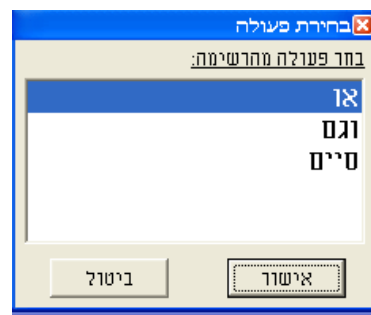 בחירת פעולה
בחר פעולה מהרשימה:
או
וגם
סיים
אישור ביטול